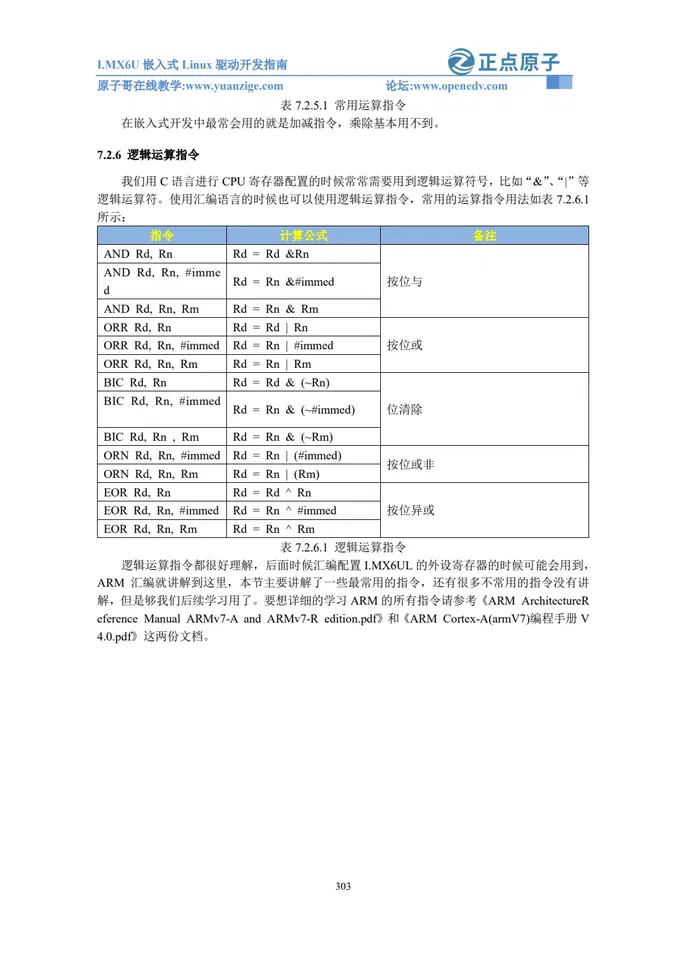 I.MX6U 嵌入式 Linux 驱动开发指南
正点原子
原子哥在线教学:www.yuanzige.com 论坛:www.openedv.com
表 7.2.5.1 常用运算指令
在嵌入式开发中最常会用的就是加减指令，乘除基本用不到。
7.2.6 逻辑运算指令
我们用 C 语言进行 CPU 寄存器配置的时候常常需要用到逻辑运算符号，比如“&”、“|”等
逻辑运算符。使用汇编语言的时候也可以使用逻辑运算指令，常用的运算指令用法如表 7.2.6.1
所示：
指令 计算公式 备注
AND Rd, Rn Rd = Rd &Rn
AND Rd, Rn, #imme
d
Rd = Rn &#immed 按位与
AND Rd, Rn, Rm Rd = Rn & Rm
ORR Rd, Rn Rd = Rd | Rn
ORR Rd, Rn, #immed Rd = Rn | #immed 按位或
ORR Rd, Rn, Rm Rd = Rn | Rm
BIC Rd, Rn Rd = Rd & (~Rn)
BIC Rd, Rn, #immed
Rd = Rn & (~#immed) 位清除
BIC Rd, Rn , Rm Rd = Rn & (~Rm)
ORN Rd, Rn, #immed Rd = Rn | (#immed)
按位或非
ORN Rd, Rn, Rm Rd = Rn | (Rm)
EOR Rd, Rn Rd = Rd ^ Rn
EOR Rd, Rn, #immed Rd = Rn ^ #immed 按位异或
EOR Rd, Rn, Rm Rd = Rn ^ Rm
表 7.2.6.1 逻辑运算指令
逻辑运算指令都很好理解，后面时候汇编配置 I.MX6UL 的外设寄存器的时候可能会用到，
ARM 汇编就讲解到这里，本节主要讲解了一些最常用的指令，还有很多不常用的指令没有讲
解，但是够我们后续学习用了。要想详细的学习 ARM 的所有指令请参考《ARM ArchitectureR
eference Manual ARMv7-A and ARMv7-R edition.pdf》和《ARM Cortex-A(armV7)编程手册 V
4.0.pdf》这两份文档。
303